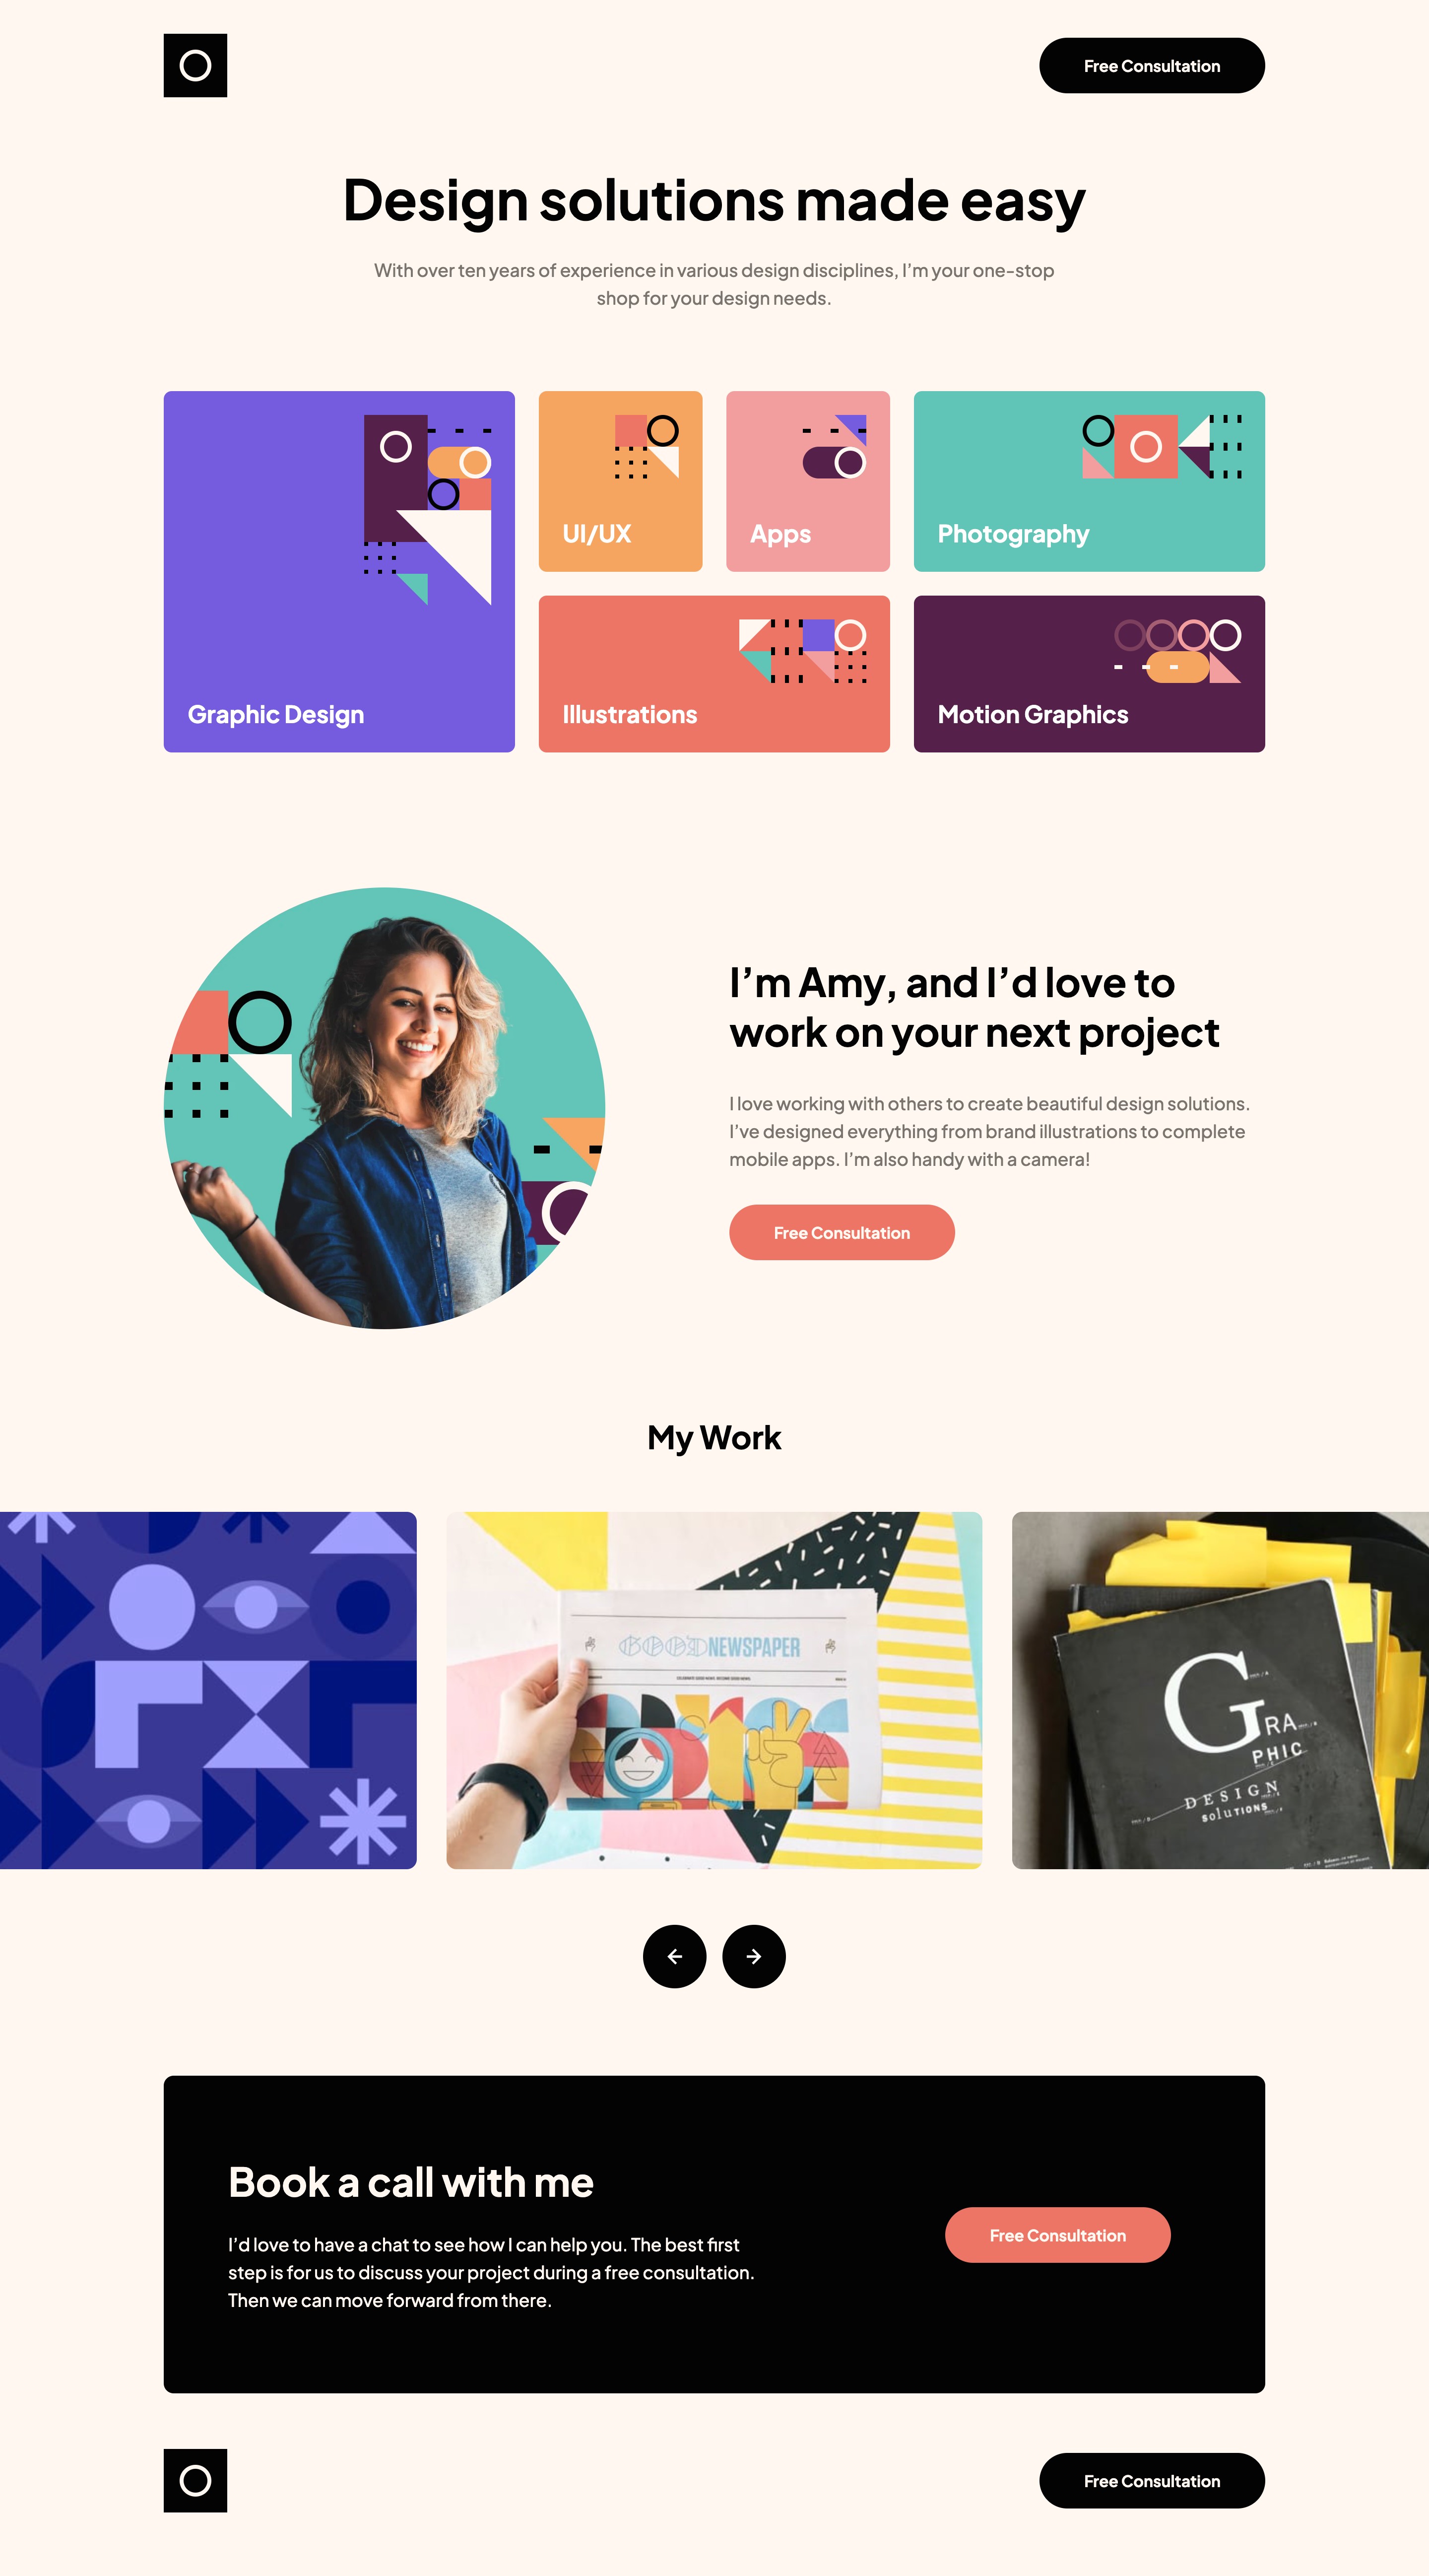 Free Consultation
Design solutions made easy
With over ten years of experience in various design disciplines, I’m your one-stop
shop for your design needs.
Graphic Design
UI/UX
Apps
Photography
Illustrations
Motion Graphics
I’m Amy, and I’d love to
work on your next project
I love working with others to create beautiful design solutions.
I’ve designed everything from brand illustrations to complete
mobile apps. I’m also handy with a camera!
Free Consultation
My Work
GOOD NEWSPAPER
GRA
PHIC
DESIGN
SoluTIONS
Book a call with me
I’d love to have a chat to see how I can help you. The best first
step is for us to discuss your project during a free consultation.
Then we can move forward from there.
Free Consultation
Free Consultation